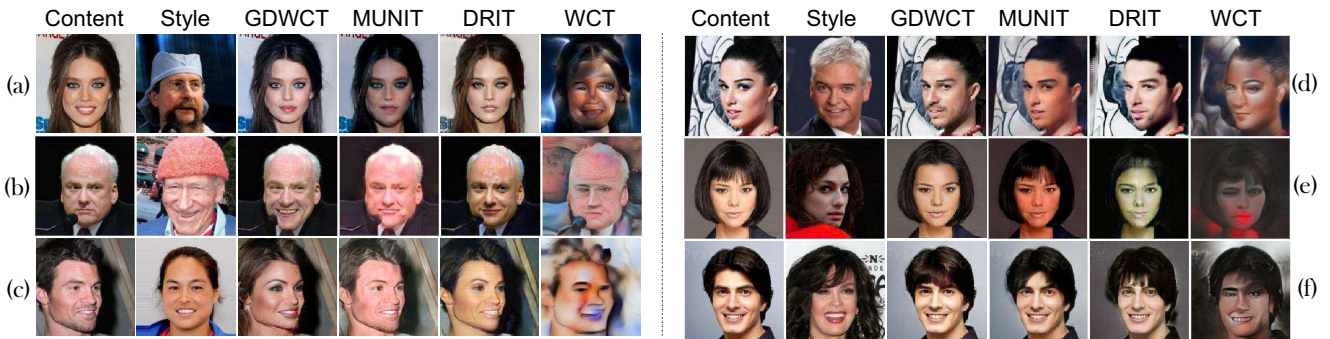 Content Style GDWCT MUNIT DRIT WCT
(a)
(b)
(c)
Content Style GDWCT MUNIT DRIT WCT
(d)
(e)
(f)